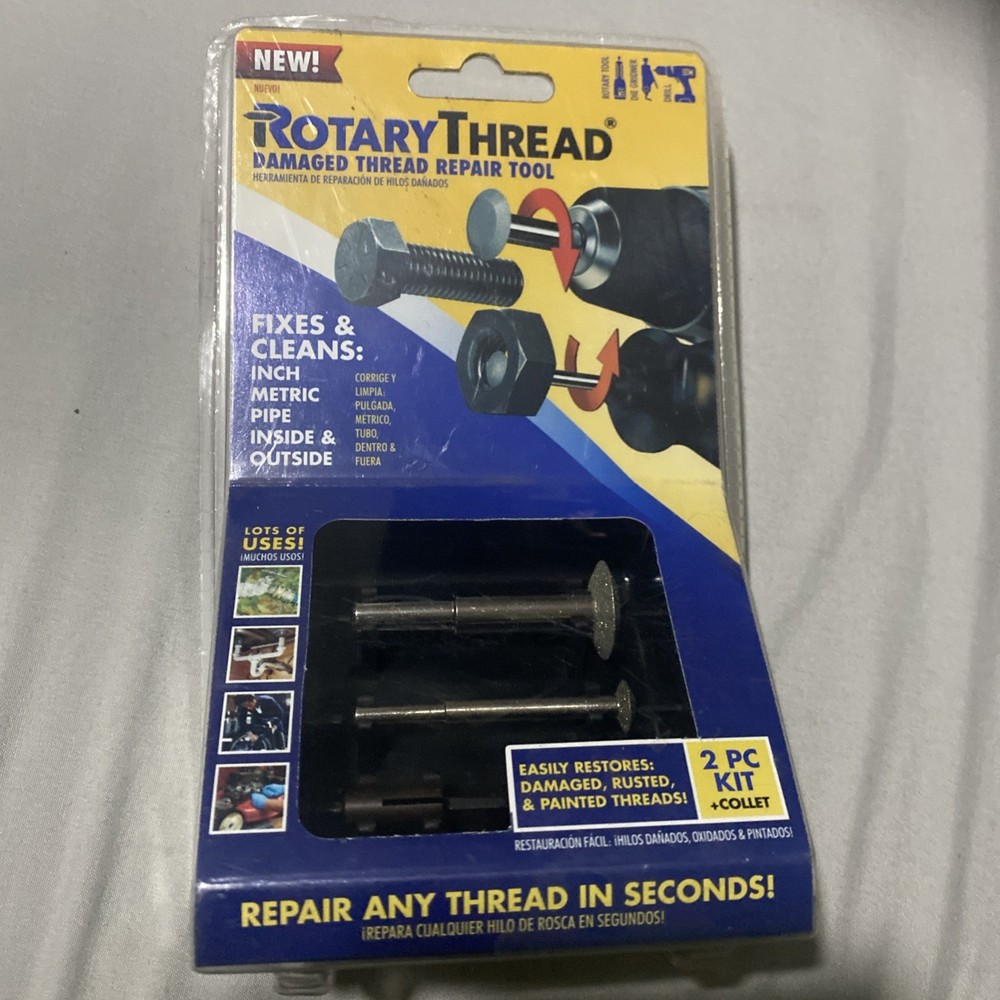 NEW!
NUEVO!
ROTARY TOOL
DIE GRINDER
DRILL
ROTARYTHREAD®
DAMAGED THREAD REPAIR TOOL
HERRAMIENTA DE REPARACIÓN DE HILOS DAÑADOS
FIXES &
CLEANS:
INCH
METRIC
PIPE
INSIDE &
OUTSIDE
CORRIGE Y
LIMPIA:
PULGADA,
MÉTRICO,
TUBO,
DENTRO &
FUERA
LOTS OF
USES!
¡MUCHOS USOS!
EASILY RESTORES:
DAMAGED, RUSTED,
& PAINTED THREADS!
2 PC
KIT
+COLLET
RESTAURACIÓN FÁCIL: ¡HILOS DAÑADOS, OXIDADOS & PINTADOS!
REPAIR ANY THREAD IN SECONDS!
¡REPARA CUALQUIER HILO DE ROSCA EN SEGUNDOS!